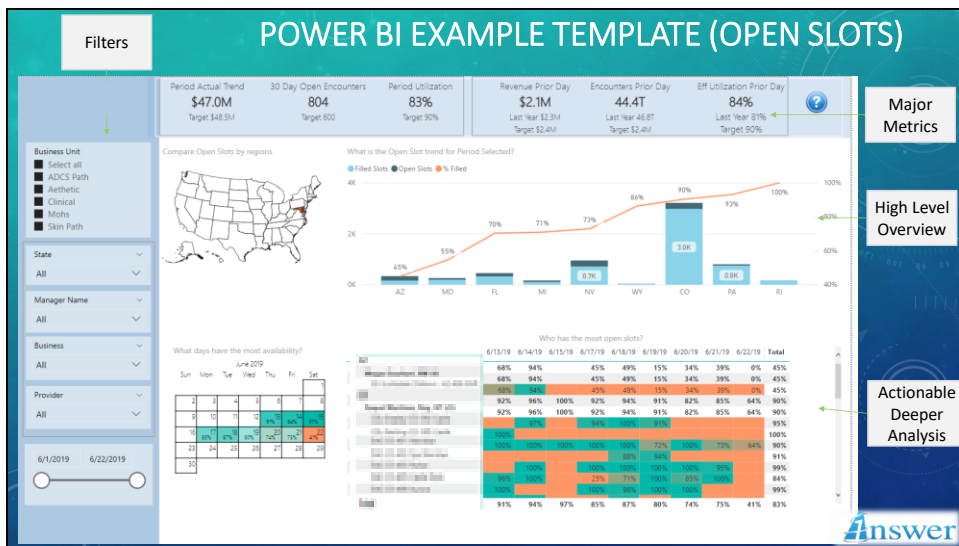 POWER BI EXAMPLE TEMPLATE (OPEN SLOTS)
Filters
Period Actual Trend
$47.0M
Target $48.5M
30 Day Open Encounters
804
Target 600
Period Utilization
83%
Target 90%
Revenue Prior Day
$2.1M
Last Year $2.3M
Target $2.4M
Encounters Prior Day
44.4T
Last Year 46.8T
Target $2.4M
Eff Utilization Prior Day
84%
Last Year 81%
Target 90%
?
Major
Metrics
Business Unit
Select all
ADCS Path
Aethetic
Clinical
Mohs
Skin Path
State
All
Manager Name
All
Business
All
Provider
All
6/1/2019 6/22/2019
Compare Open Slots by regions
What is the Open Slot trend for Period Selected?
Filled Slots Open Slots % Filled
4K
2K
0K
100%
80%
60%
40%
45%
55%
70%
71%
73%
86%
90%
93%
100%
0.7K
3.0K
0.8K
AZ MD FL MI NV WY CO PA RI
High Level
Overview
What days have the most availability?
June 2019
Sun Mon Tue Wed Thu Fri Sat
1
2 3 4 5 6 7 8
9 10 11 12 13 14 15
16 17 18 19 20 21 22
23 24 25 26 27 28 29
30
Who has the most open slots?
6/13/19 6/14/19 6/15/19 6/17/19 6/18/19 6/19/19 6/20/19 6/21/19 6/22/19 Total
68% 94% 45% 49% 15% 34% 39% 0% 45%
68% 94% 45% 49% 15% 34% 39% 0% 45%
68% 94% 45% 49% 15% 34% 39% 0% 45%
92% 96% 100% 92% 94% 91% 82% 85% 64% 90%
92% 96% 100% 92% 94% 91% 82% 85% 64% 90%
97% 94% 100% 91% 95%
100% 100%
100% 100% 100% 100% 100% 72% 100% 73% 64% 90%
88% 94% 91%
100% 100% 100% 100% 100% 95% 99%
96% 100% 25% 71% 100% 85% 100% 84%
100% 100% 96% 100% 100% 99%
91% 94% 97% 85% 87% 80% 74% 75% 41% 83%
Actionable
Deeper
Analysis
Answer